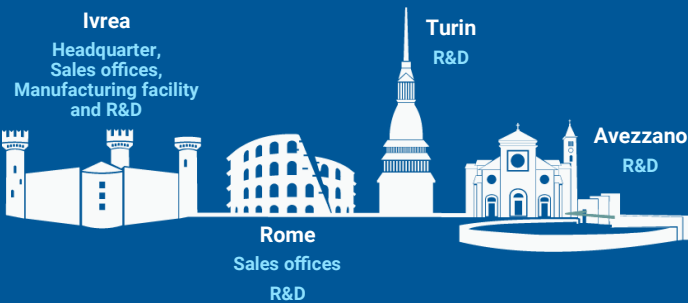 Ivrea
Headquarter,
Sales offices,
Manufacturing facility
and R&D
Turin
R&D
Avezzano
R&D
Rome
Sales offices
R&D